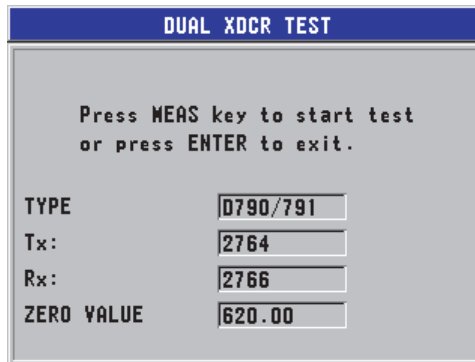 DUAL XDCR TEST
Press MEAS key to start test
or press ENTER to exit.
TYPE D790/791
Tx: 2764
Rx: 2766
ZERO VALUE 620.00